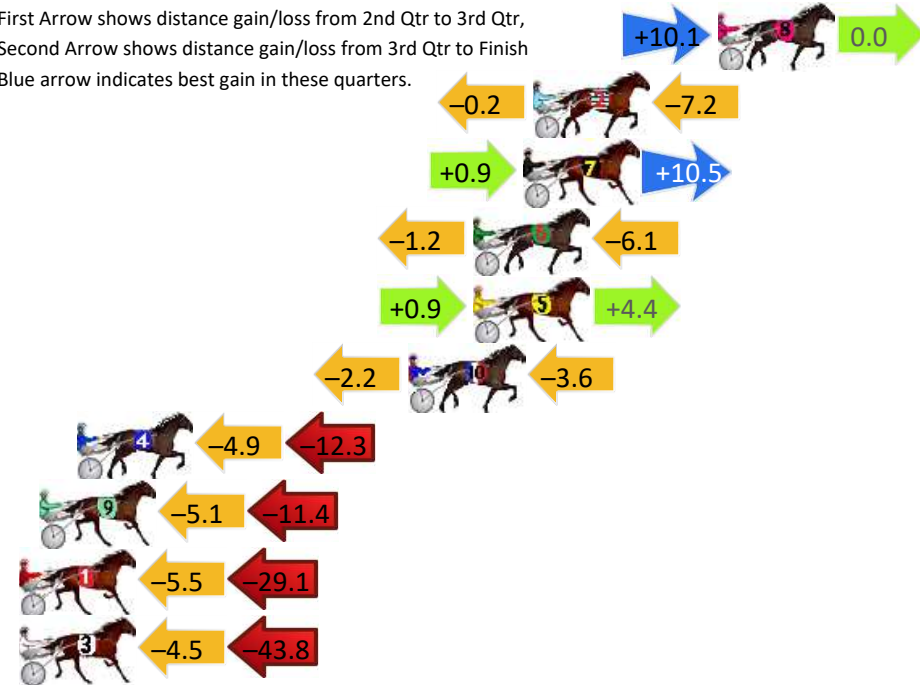 First Arrow shows distance gain/loss from 2nd Qtr to 3rd Qtr,
Second Arrow shows distance gain/loss from 3rd Qtr to Finish
Blue arrow indicates best gain in these quarters.
+10.1 8 0.0
–0.2 2 –7.2
+0.9 7 +10.5
–1.2 6 –6.1
+0.9 5 +4.4
–2.2 10 –3.6
4 –4.9 –12.3
9 –5.1 –11.4
1 –5.5 –29.1
3 –4.5 –43.8